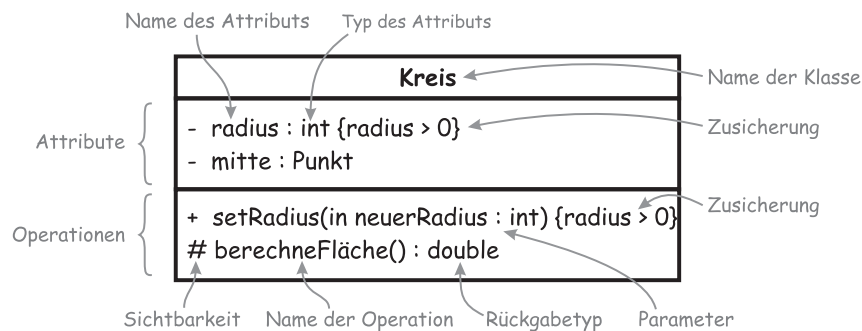 Name des Attributs Typ des Attributs
Kreis Name der Klasse
Attribute - radius : int {radius > 0} Zusicherung
- mitte : Punkt
Operationen + setRadius(in neuerRadius : int) {radius > 0} Zusicherung
# berechneFläche() : double
Sichtbarkeit Name der Operation Rückgabetyp Parameter